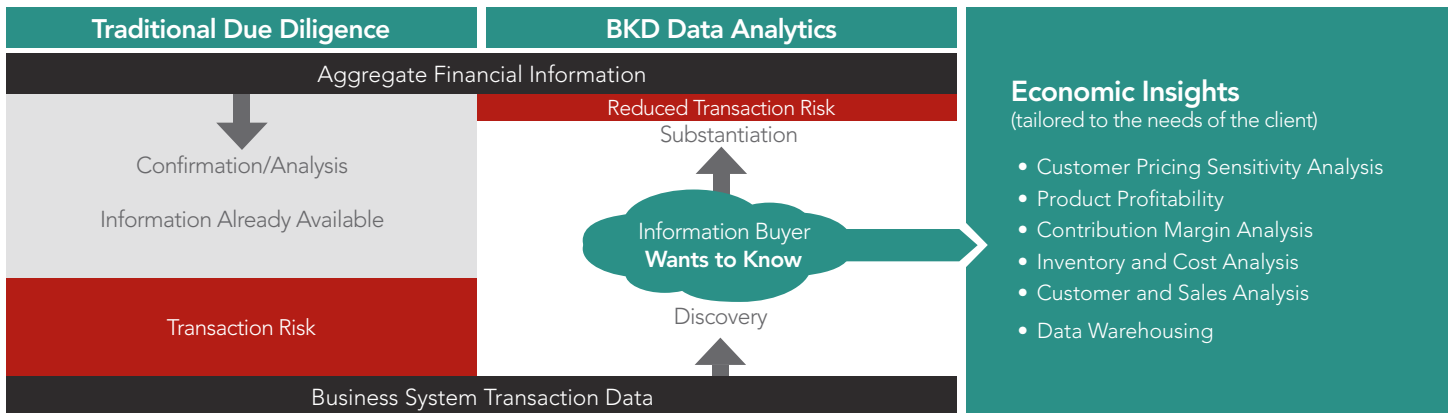 Traditional Due Diligence
BKD Data Analytics
Aggregate Financial Information
Confirmation/Analysis
Information Already Available
Transaction Risk
Reduced Transaction Risk
Substantiation
Information Buyer
Wants to Know
Discovery
Business System Transaction Data
Economic Insights
(tailored to the needs of the client)
• Customer Pricing Sensitivity Analysis
• Product Profitability
• Contribution Margin Analysis
• Inventory and Cost Analysis
• Customer and Sales Analysis
• Data Warehousing